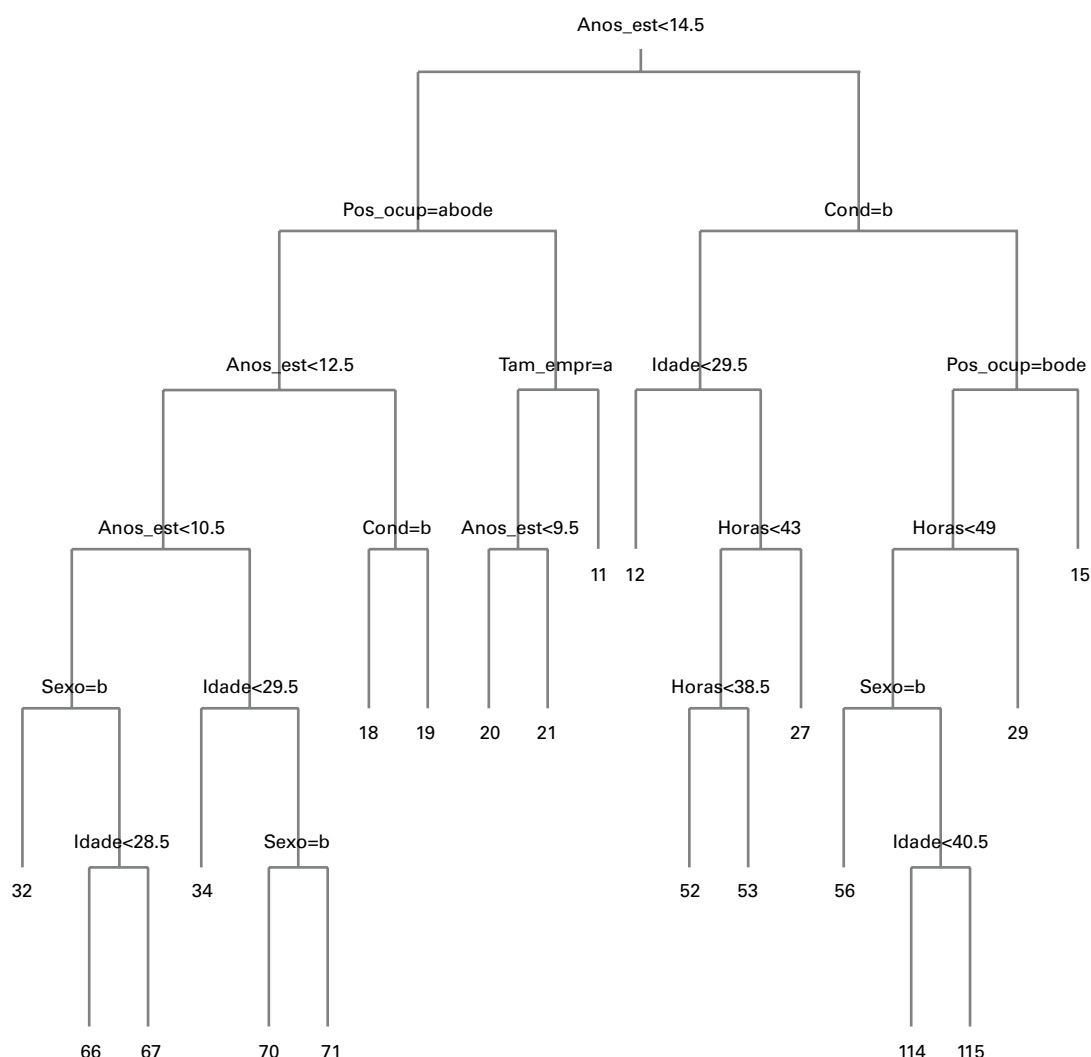 Anos_est<14.5
Pos_ocup=abode
Cond=b
Anos_est<12.5
Tam_empr=a
Idade<29.5
Pos_ocup=bode
Anos_est<10.5
Cond=b
Anos_est<9.5
11
12
Horas<43
Horas<49
15
Sexo=b
Idade<29.5
18
19
20
21
Horas<38.5
27
Sexo=b
29
32
Idade<28.5
34
Sexo=b
52
53
56
Idade<40.5
66
67
70
71
114
115